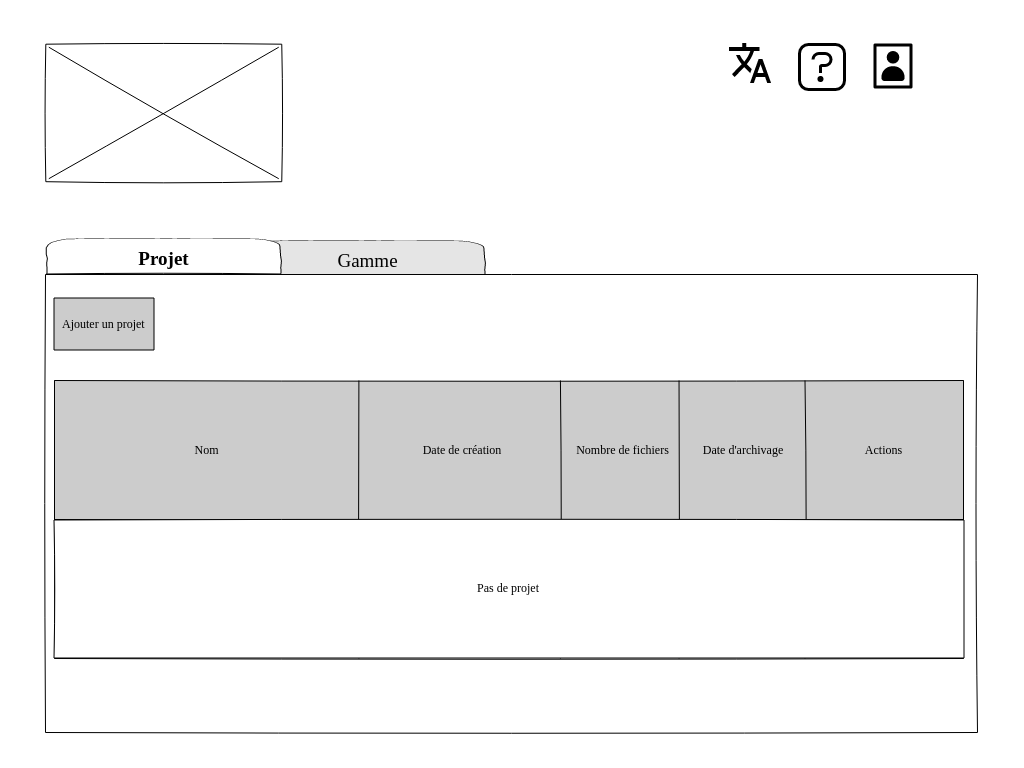 Projet
Gamme
Ajouter un projet
Nom
Date de création
Nombre de fichiers
Date d'archivage
Actions
Pas de projet